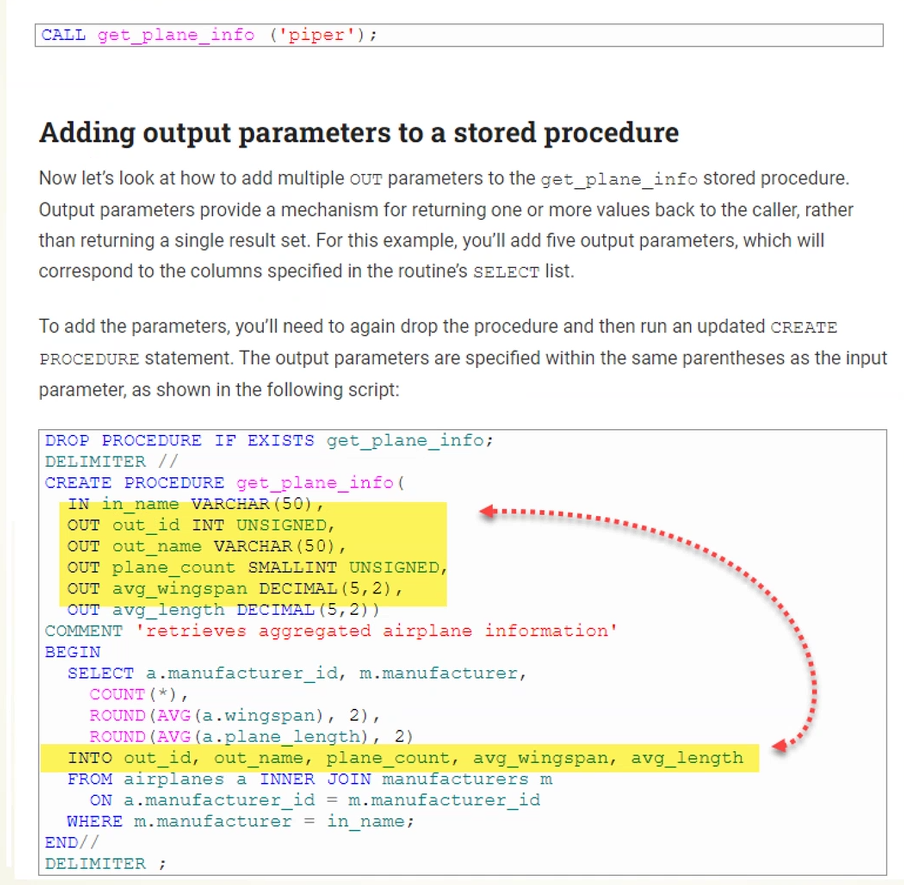 CALL get_plane_info ('piper');
Adding output parameters to a stored procedure
Now let’s look at how to add multiple OUT parameters to the get_plane_info stored procedure.
Output parameters provide a mechanism for returning one or more values back to the caller, rather
than returning a single result set. For this example, you’ll add five output parameters, which will
correspond to the columns specified in the routine’s SELECT list.
To add the parameters, you’ll need to again drop the procedure and then run an updated CREATE
PROCEDURE statement. The output parameters are specified within the same parentheses as the input
parameter, as shown in the following script:
DROP PROCEDURE IF EXISTS get_plane_info;
DELIMITER //
CREATE PROCEDURE get_plane_info(
  IN in_name VARCHAR(50),
  OUT out_id INT UNSIGNED,
  OUT out_name VARCHAR(50),
  OUT plane_count SMALLINT UNSIGNED,
  OUT avg_wingspan DECIMAL(5,2),
  OUT avg_length DECIMAL(5,2))
COMMENT 'retrieves aggregated airplane information'
BEGIN
  SELECT a.manufacturer_id, m.manufacturer,
    COUNT(*),
    ROUND(AVG(a.wingspan), 2),
    ROUND(AVG(a.plane_length), 2)
  INTO out_id, out_name, plane_count, avg_wingspan, avg_length
  FROM airplanes a INNER JOIN manufacturers m
    ON a.manufacturer_id = m.manufacturer_id
  WHERE m.manufacturer = in_name;
END//
DELIMITER ;